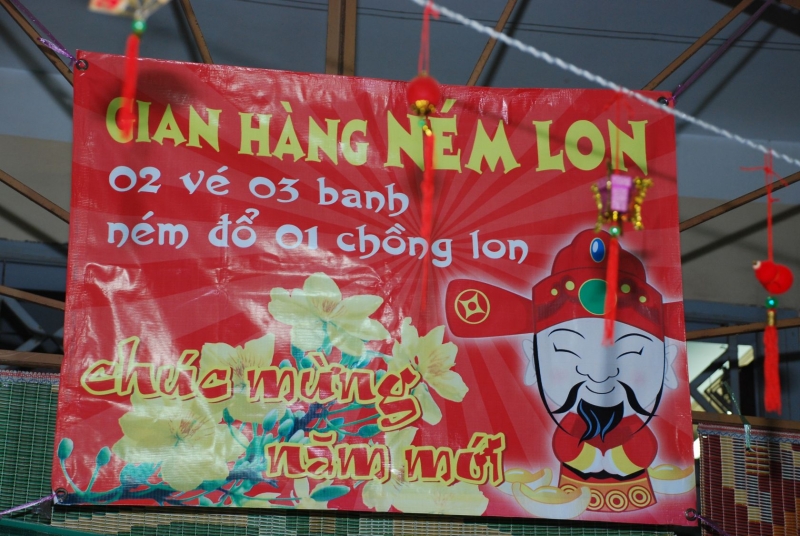 GIAN HÀNG NÉM LON
02 vé 03 banh
ném đổ 01 chồng lon
chúc mừng
năm mới